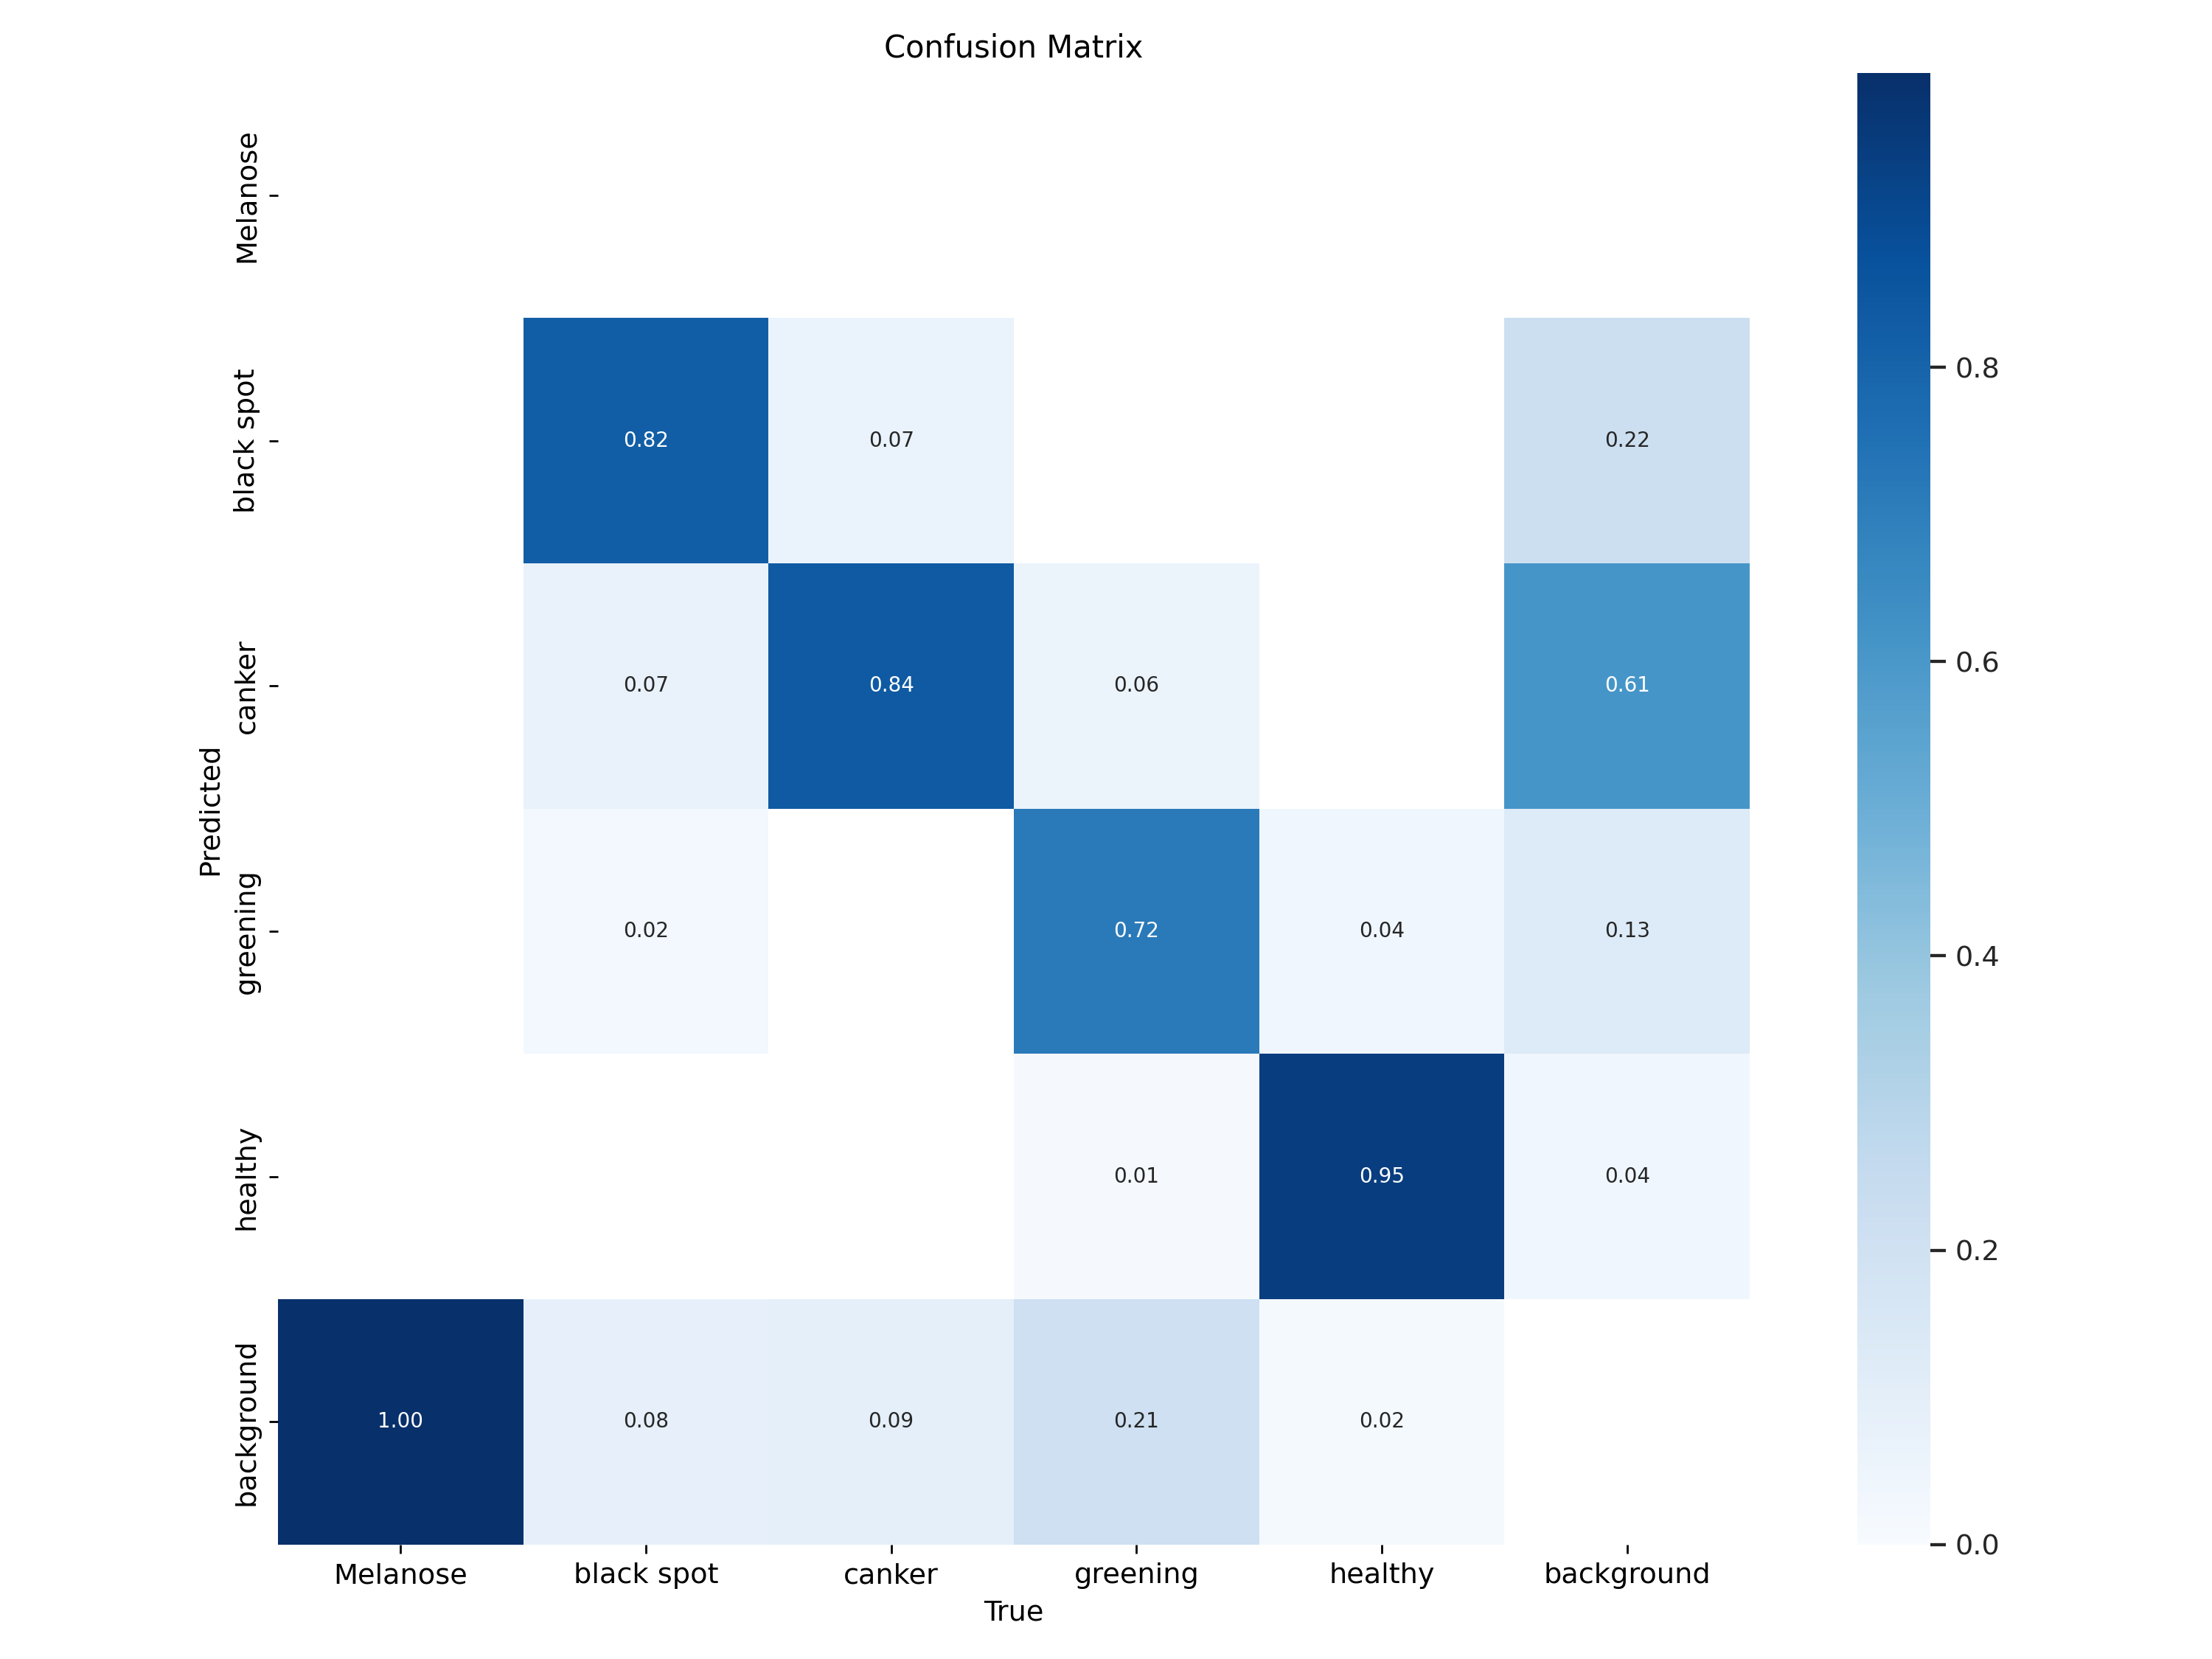 Confusion Matrix
Melanose
black spot
0.82 0.07 0.22
canker
0.07 0.84 0.06 0.61
greening
0.02 0.72 0.04 0.13
healthy
0.01 0.95 0.04
background
1.00 0.08 0.09 0.21 0.02
Predicted
Melanose black spot canker greening healthy background
True
0.8
0.6
0.4
0.2
0.0